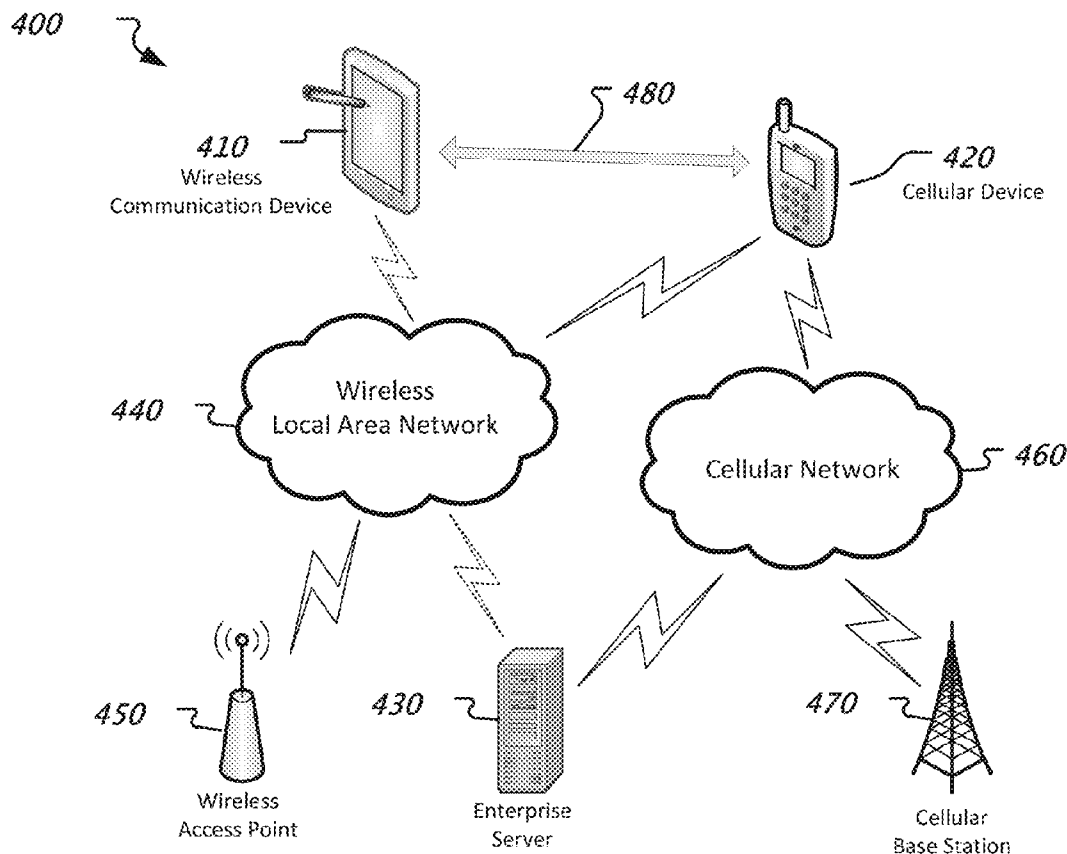 400
480
410
Wireless
Communication Device
420
Cellular Device
Wireless
Local Area Network
440
Cellular Network
460
450
430
470
Wireless
Access Point
Enterprise
Server
Cellular
Base Station